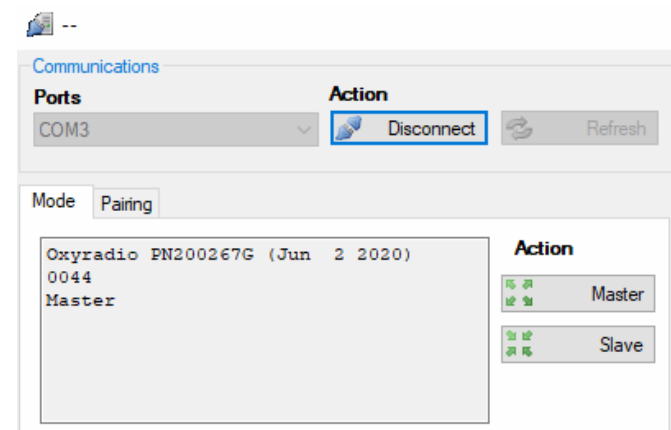 --
Communications
Ports
Action
COM3
Disconnect
Refresh
Mode
Pairing
Oxyradio PN200267G (Jun  2 2020)
0044
Master
Action
Master
Slave